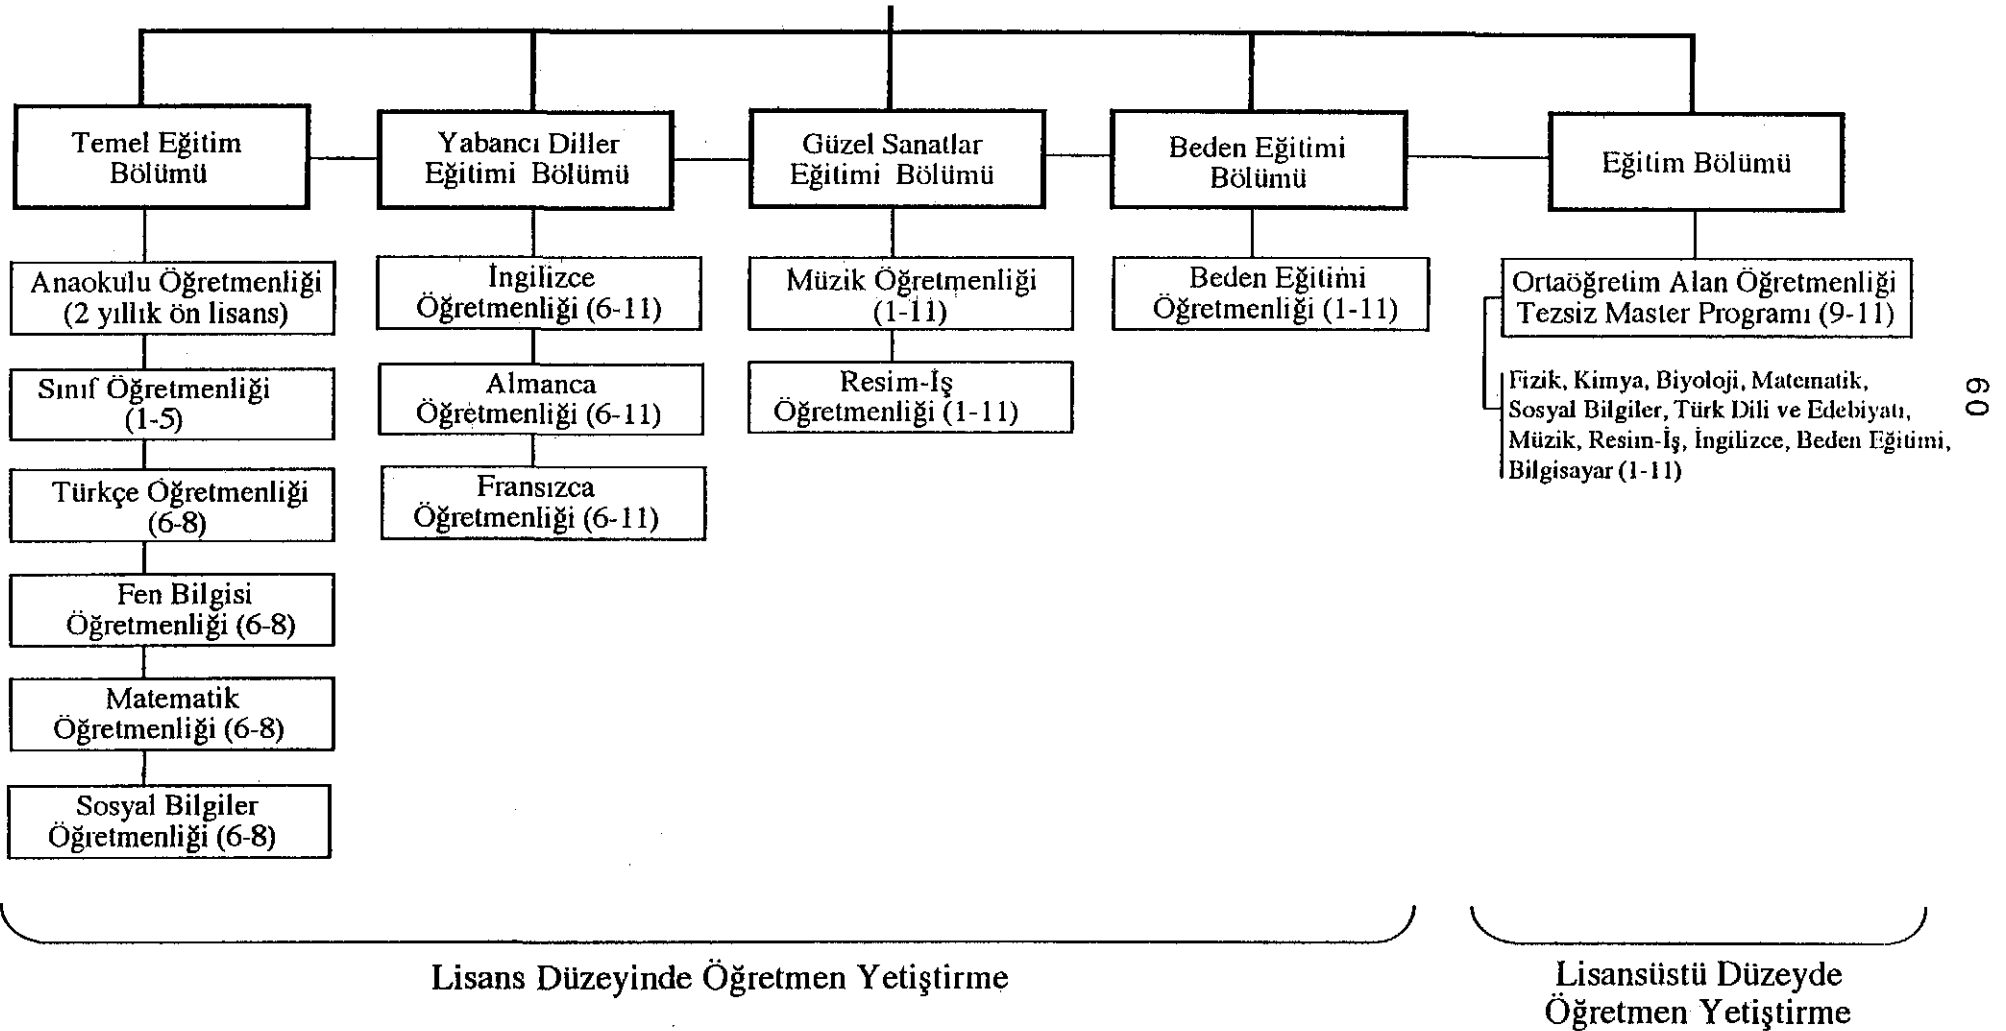 Temel Eğitim
Bölümü
Yabancı Diller
Eğitimi Bölümü
Güzel Sanatlar
Eğitimi Bölümü
Beden Eğitimi
Bölümü
Eğitim Bölümü
Anaokulu Öğretmenliği
(2 yıllık ön lisans)
Sınıf Öğretmenliği
(1-5)
Türkçe Öğretmenliği
(6-8)
Fen Bilgisi
Öğretmenliği (6-8)
Matematik
Öğretmenliği (6-8)
Sosyal Bilgiler
Öğretmenliği (6-8)
İngilizce
Öğretmenliği (6-11)
Almanca
Öğretmenliği (6-11)
Fransızca
Öğretmenliği (6-11)
Müzik Öğretmenliği
(1-11)
Resim-İş
Öğretmenliği (1-11)
Beden Eğitimi
Öğretmenliği (1-11)
Ortaöğretim Alan Öğretmenliği
Tezsiz Master Programı (9-11)
Fizik, Kimya, Biyoloji, Matematik,
Sosyal Bilgiler, Türk Dili ve Edebiyatı,
Müzik, Resim-İş, İngilizce, Beden Eğitimi,
Bilgisayar (1-11)
60
Lisans Düzeyinde Öğretmen Yetiştirme
Lisansüstü Düzeyde
Öğretmen Yetiştirme